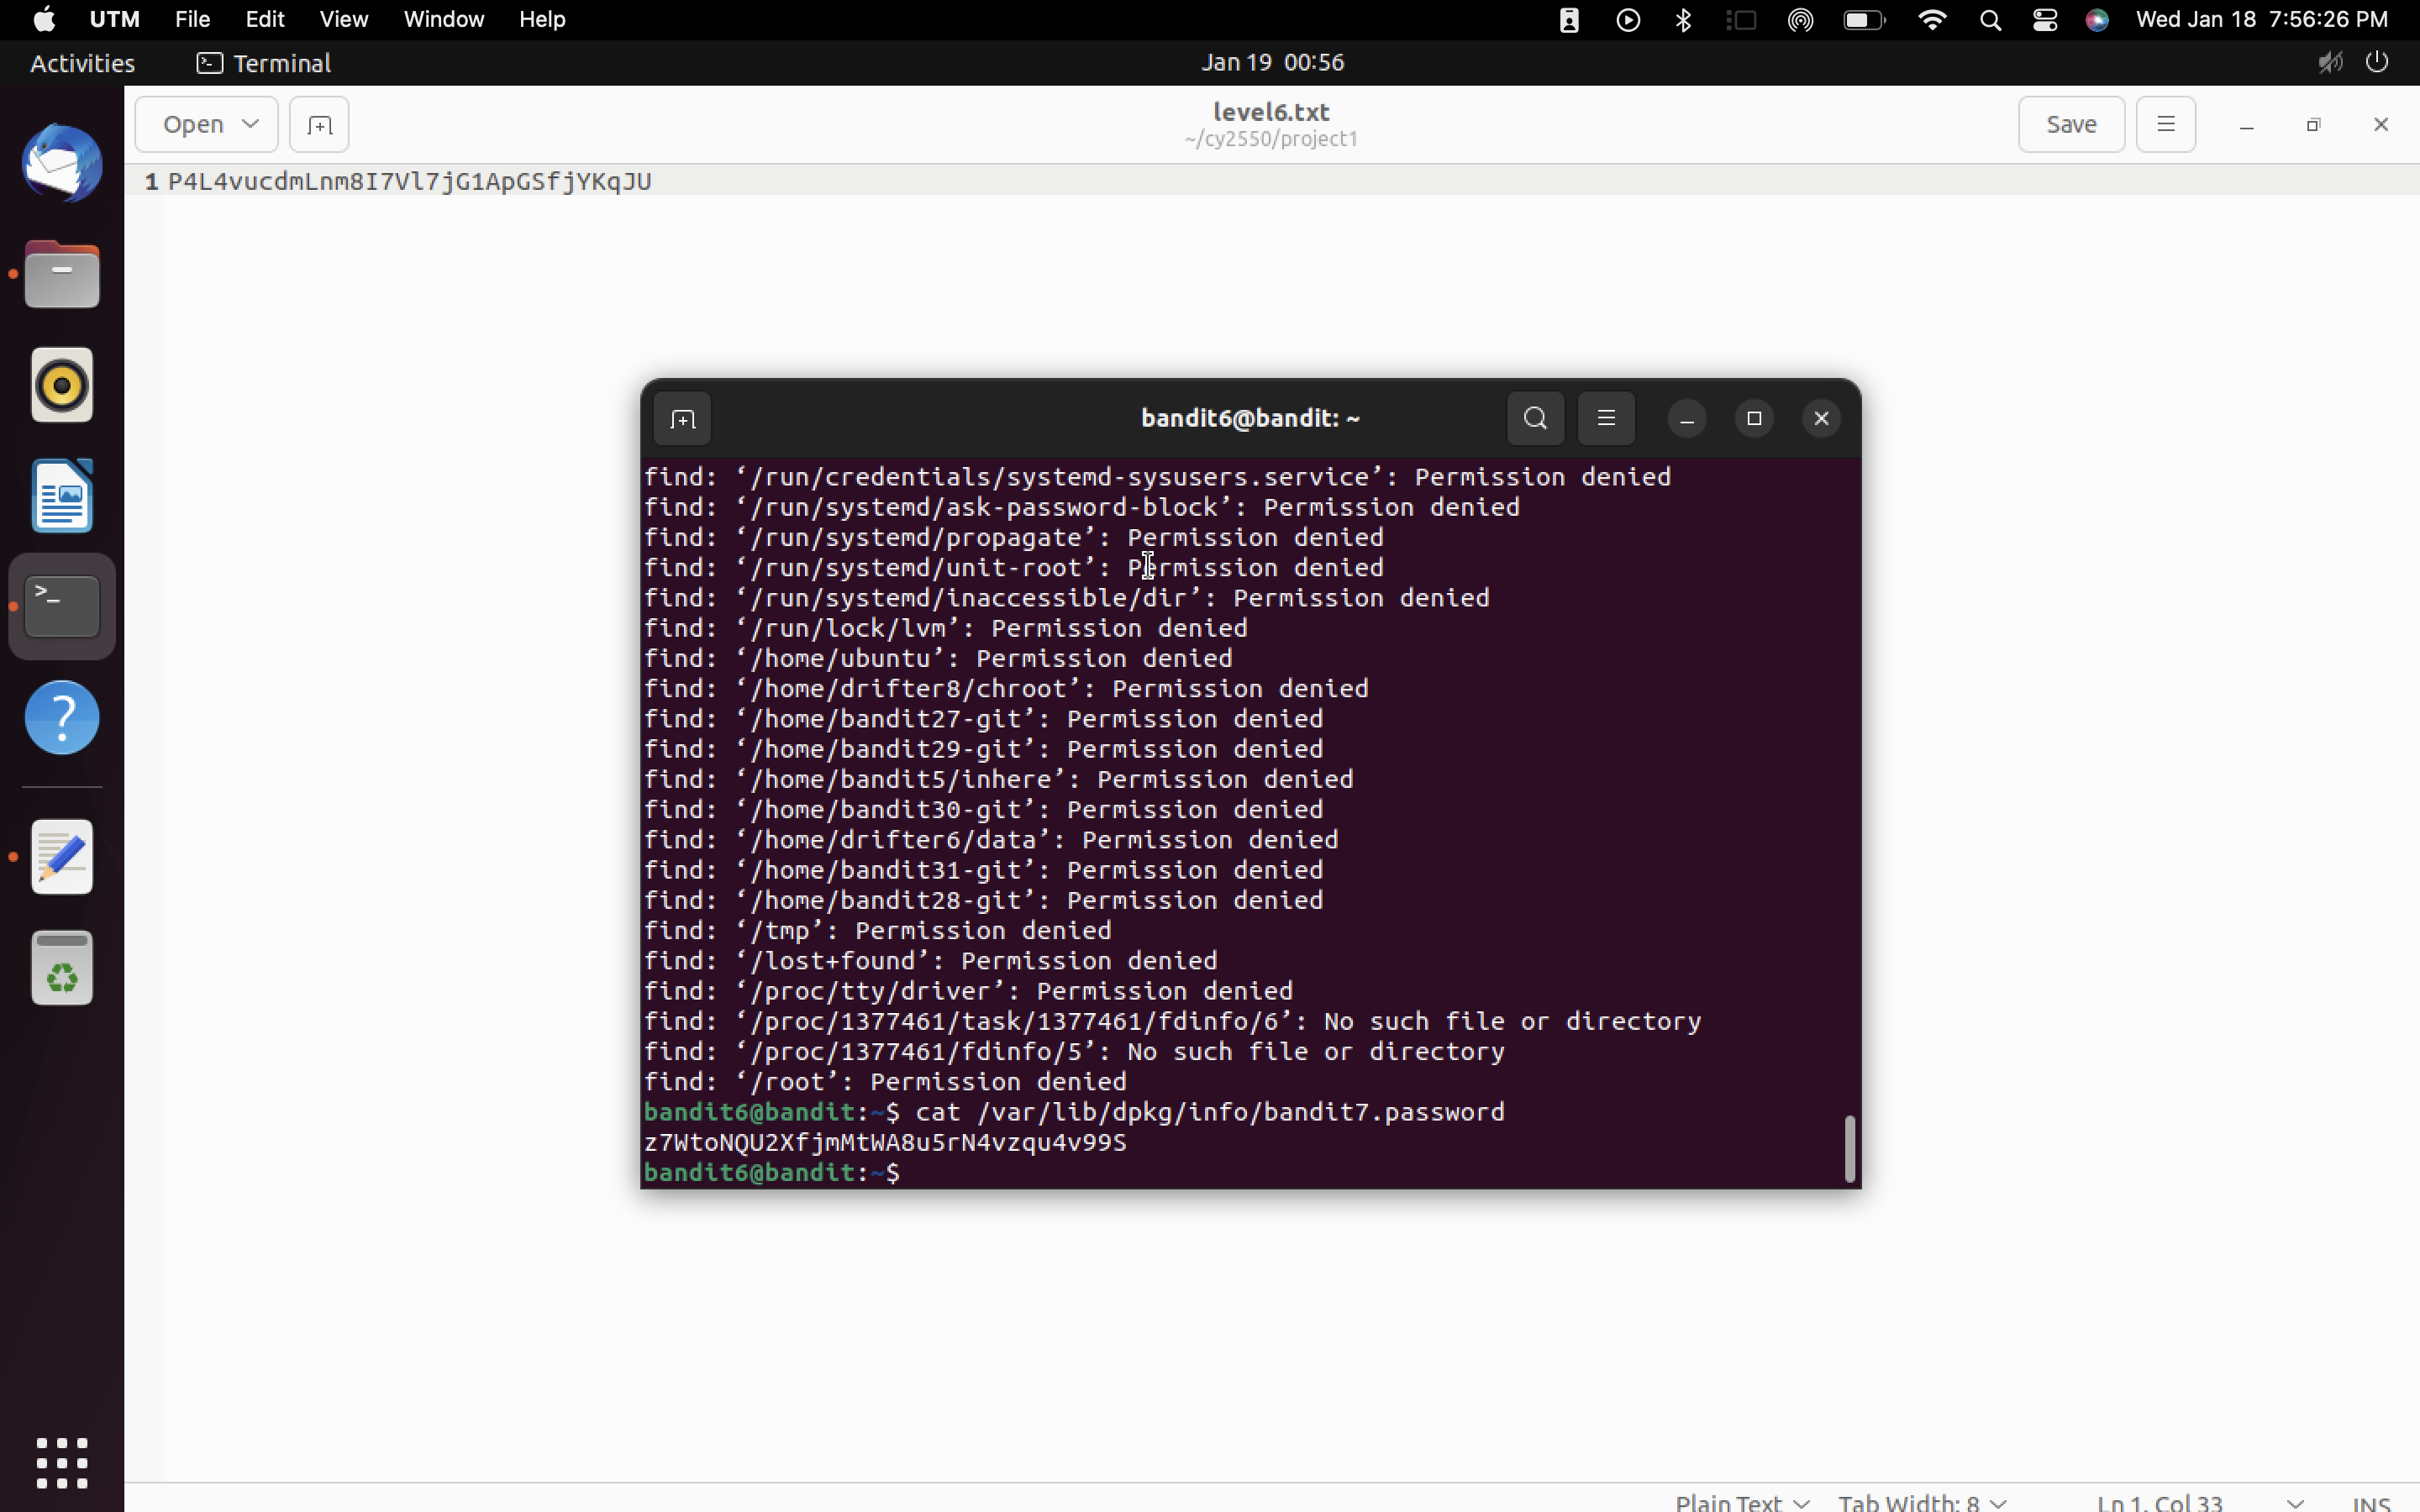 UTM File Edit View Window Help Wed Jan 18 7:56:26 PM
Activities Terminal Jan 19 00:56
Open level6.txt Save
~/cy2550/project1
1 P4L4vucdmLnm8I7Vl7jG1ApGSfjYKqJU
bandit6@bandit: ~
find: ‘/run/credentials/systemd-sysusers.service’: Permission denied
find: ‘/run/systemd/ask-password-block’: Permission denied
find: ‘/run/systemd/propagate’: Permission denied
find: ‘/run/systemd/unit-root’: Permission denied
find: ‘/run/systemd/inaccessible/dir’: Permission denied
find: ‘/run/lock/lvm’: Permission denied
find: ‘/home/ubuntu’: Permission denied
find: ‘/home/drifter8/chroot’: Permission denied
find: ‘/home/bandit27-git’: Permission denied
find: ‘/home/bandit29-git’: Permission denied
find: ‘/home/bandit5/inhere’: Permission denied
find: ‘/home/bandit30-git’: Permission denied
find: ‘/home/drifter6/data’: Permission denied
find: ‘/home/bandit31-git’: Permission denied
find: ‘/home/bandit28-git’: Permission denied
find: ‘/tmp’: Permission denied
find: ‘/lost+found’: Permission denied
find: ‘/proc/tty/driver’: Permission denied
find: ‘/proc/1377461/task/1377461/fdinfo/6’: No such file or directory
find: ‘/proc/1377461/fdinfo/5’: No such file or directory
find: ‘/root’: Permission denied
bandit6@bandit:~$ cat /var/lib/dpkg/info/bandit7.password
z7WtoNQU2XfjmMtWA8u5rN4vzqu4v99S
bandit6@bandit:~$
Plain Text Tab Width: 8 Ln 1, Col 33 INS